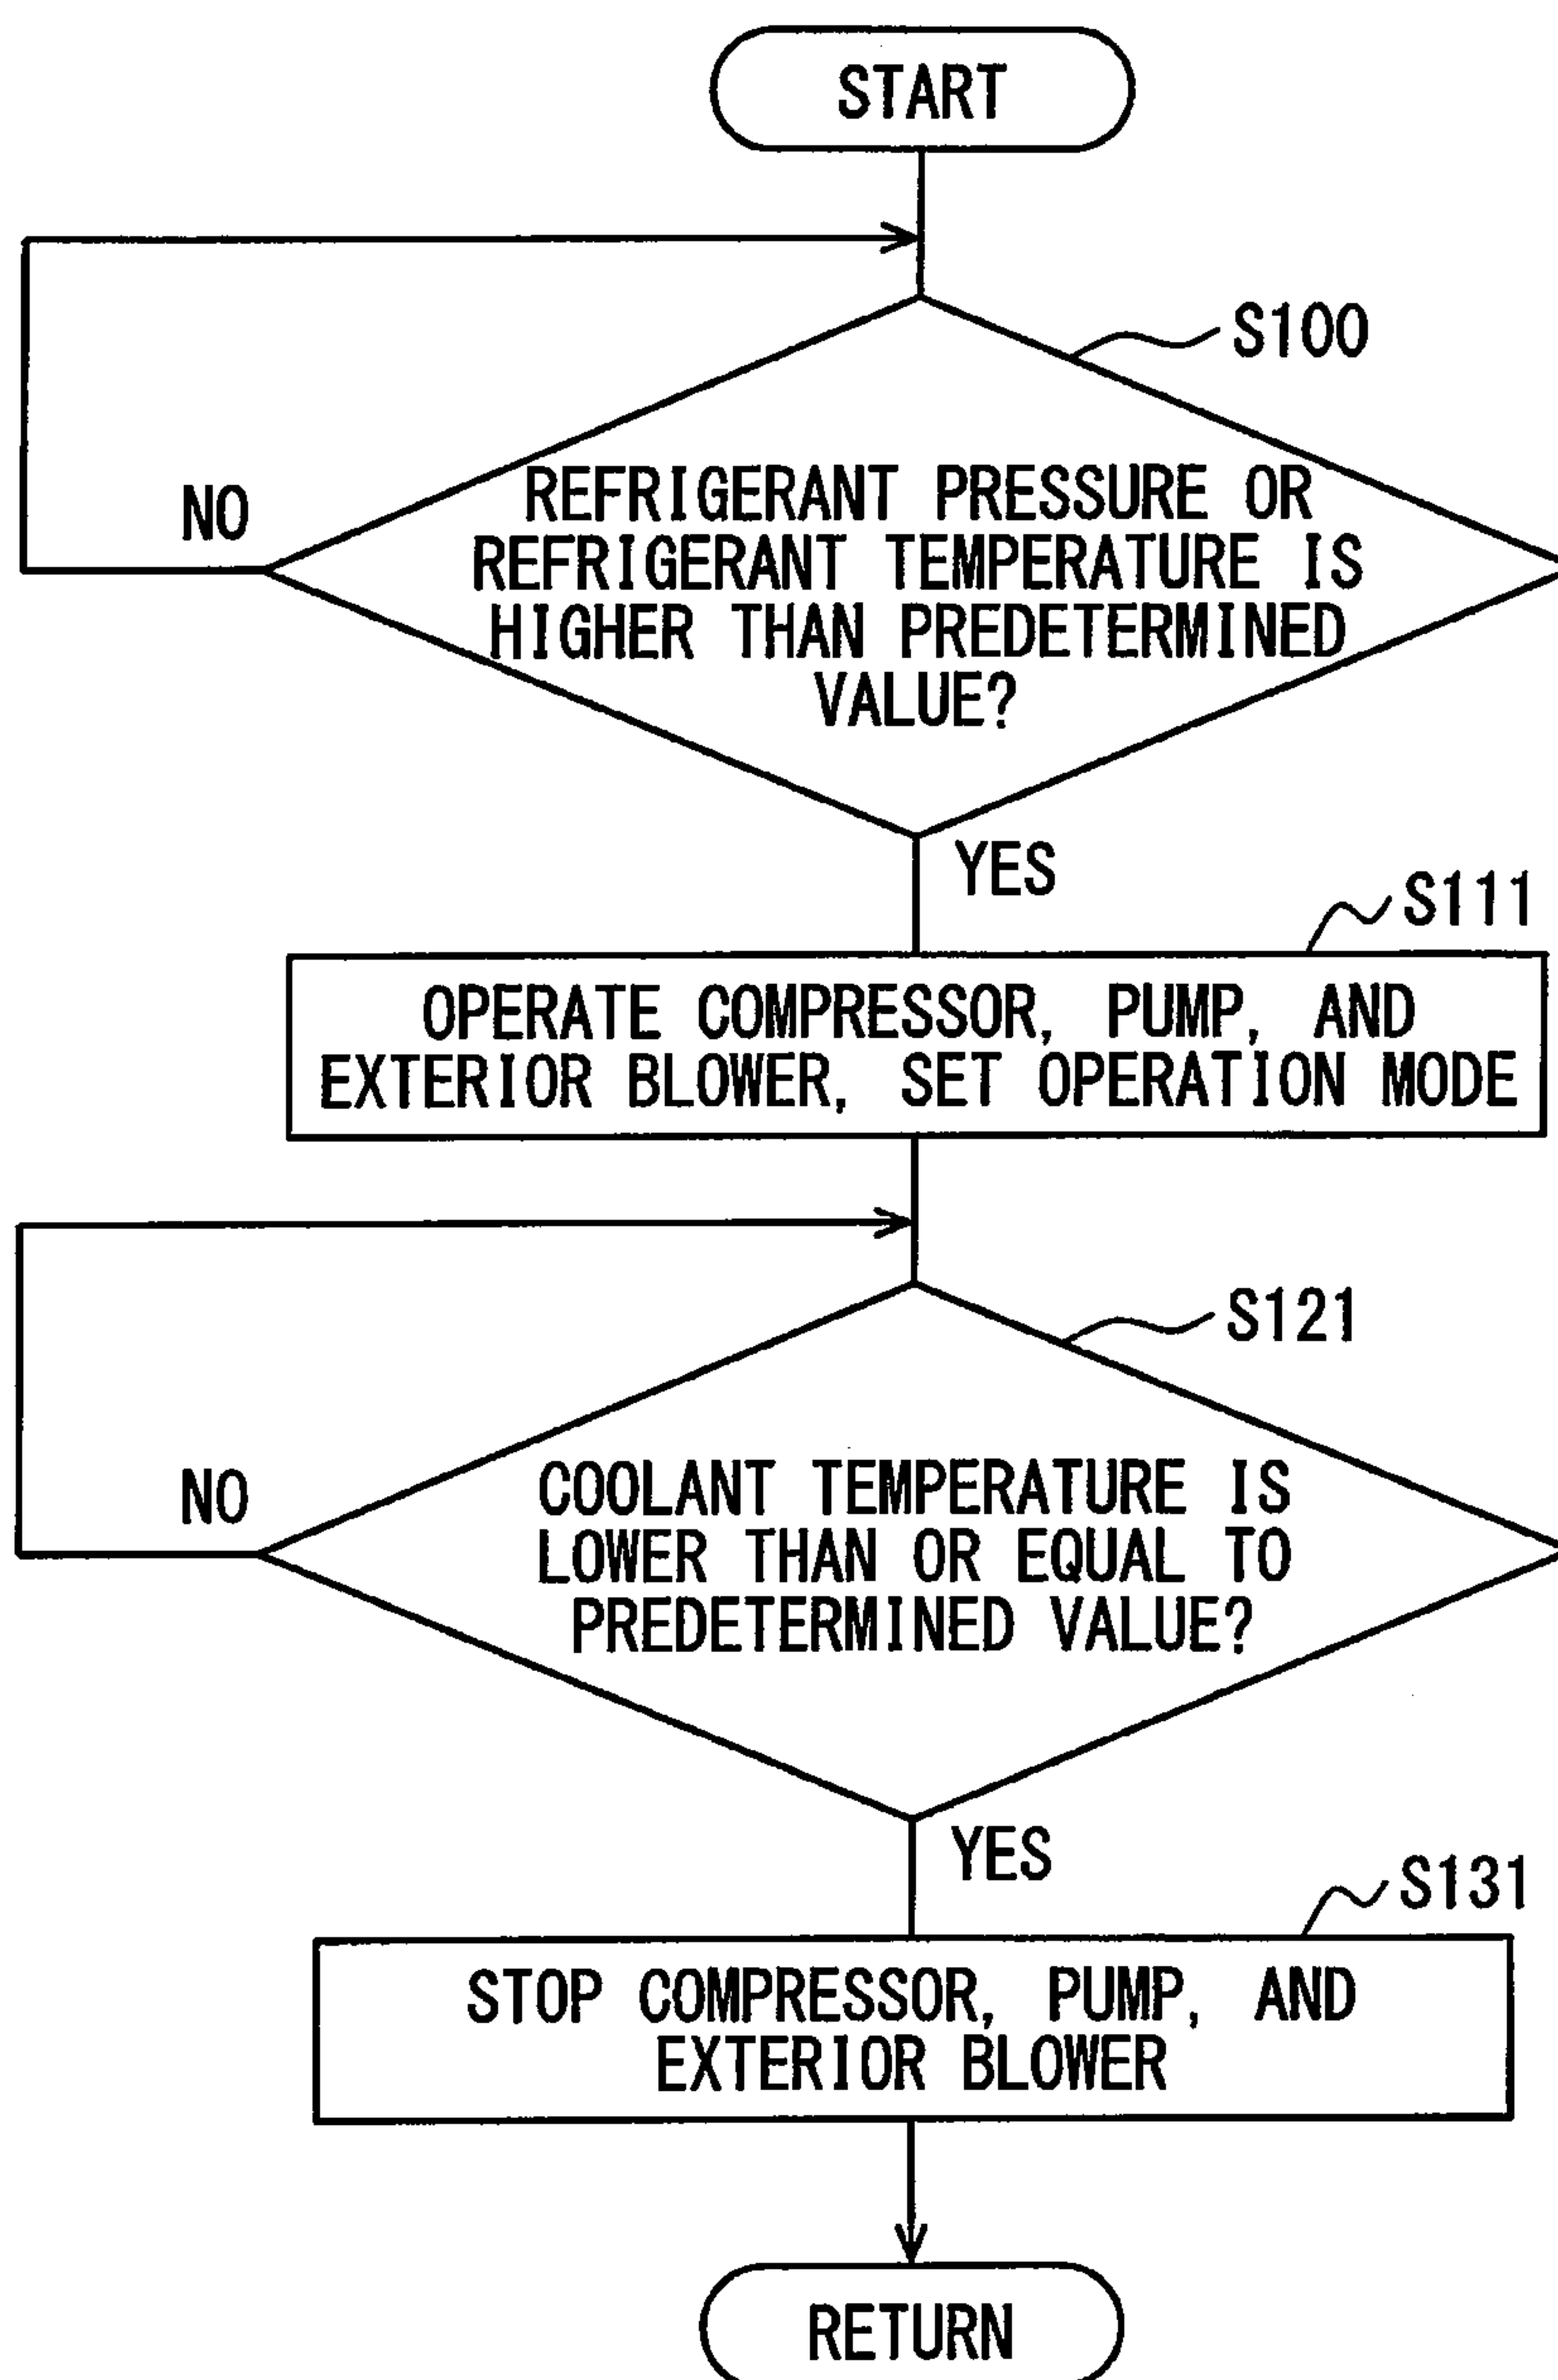 START
S100
REFRIGERANT PRESSURE OR
REFRIGERANT TEMPERATURE IS
HIGHER THAN PREDETERMINED
VALUE?
NO
YES
S111
OPERATE COMPRESSOR, PUMP, AND
EXTERIOR BLOWER, SET OPERATION MODE
S121
COOLANT TEMPERATURE IS
LOWER THAN OR EQUAL TO
PREDETERMINED VALUE?
NO
YES
S131
STOP COMPRESSOR, PUMP, AND
EXTERIOR BLOWER
RETURN